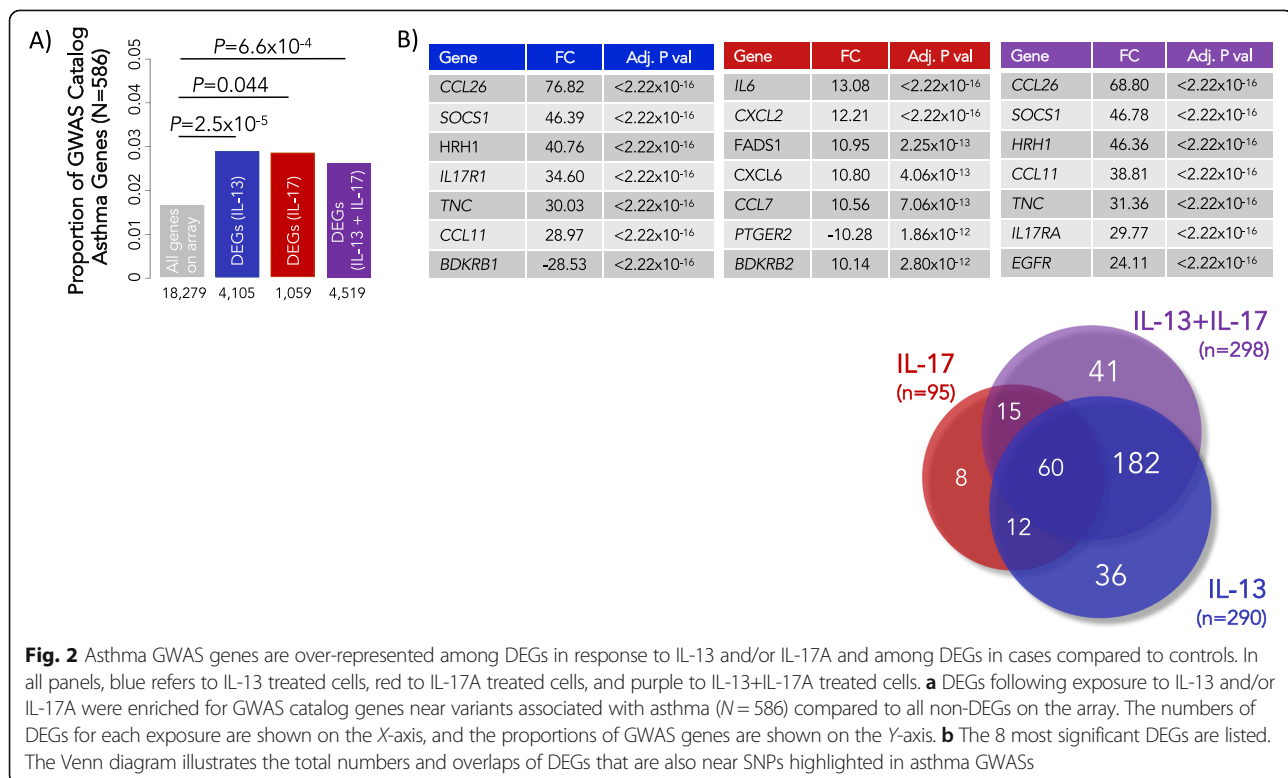 A)
Proportion of GWAS Catalog
Asthma Genes (N=586)
0.05
0.04
0.03
0.02
0.01
0
P=6.6x10-4
P=0.044
P=2.5x10-5
All genes
on array
DEGs (IL-13)
DEGs (IL-17)
DEGs
(IL-13 + IL-17)
18,279 4,105 1,059 4,519
B)
Gene FC Adj. P val
CCL26 76.82 <2.22x10-16
SOCS1 46.39 <2.22x10-16
HRH1 40.76 <2.22x10-16
IL17R1 34.60 <2.22x10-16
TNC 30.03 <2.22x10-16
CCL11 28.97 <2.22x10-16
BDKRB1 -28.53 <2.22x10-16
Gene FC Adj. P val
IL6 13.08 <2.22x10-16
CXCL2 12.21 <2.22x10-16
FADS1 10.95 2.25x10-13
CXCL6 10.80 4.06x10-13
CCL7 10.56 7.06x10-13
PTGER2 -10.28 1.86x10-12
BDKRB2 10.14 2.80x10-12
Gene FC Adj. P val
CCL26 68.80 <2.22x10-16
SOCS1 46.78 <2.22x10-16
HRH1 46.36 <2.22x10-16
CCL11 38.81 <2.22x10-16
TNC 31.36 <2.22x10-16
IL17RA 29.77 <2.22x10-16
EGFR 24.11 <2.22x10-16
IL-13+IL-17
(n=298)
IL-17
(n=95)
41
15
8
60
182
12
36
IL-13
(n=290)
Fig. 2 Asthma GWAS genes are over-represented among DEGs in response to IL-13 and/or IL-17A and among DEGs in cases compared to controls. In
all panels, blue refers to IL-13 treated cells, red to IL-17A treated cells, and purple to IL-13+IL-17A treated cells. a DEGs following exposure to IL-13 and/or
IL-17A were enriched for GWAS catalog genes near variants associated with asthma (N = 586) compared to all non-DEGs on the array. The numbers of
DEGs for each exposure are shown on the X-axis, and the proportions of GWAS genes are shown on the Y-axis. b The 8 most significant DEGs are listed.
The Venn diagram illustrates the total numbers and overlaps of DEGs that are also near SNPs highlighted in asthma GWASs